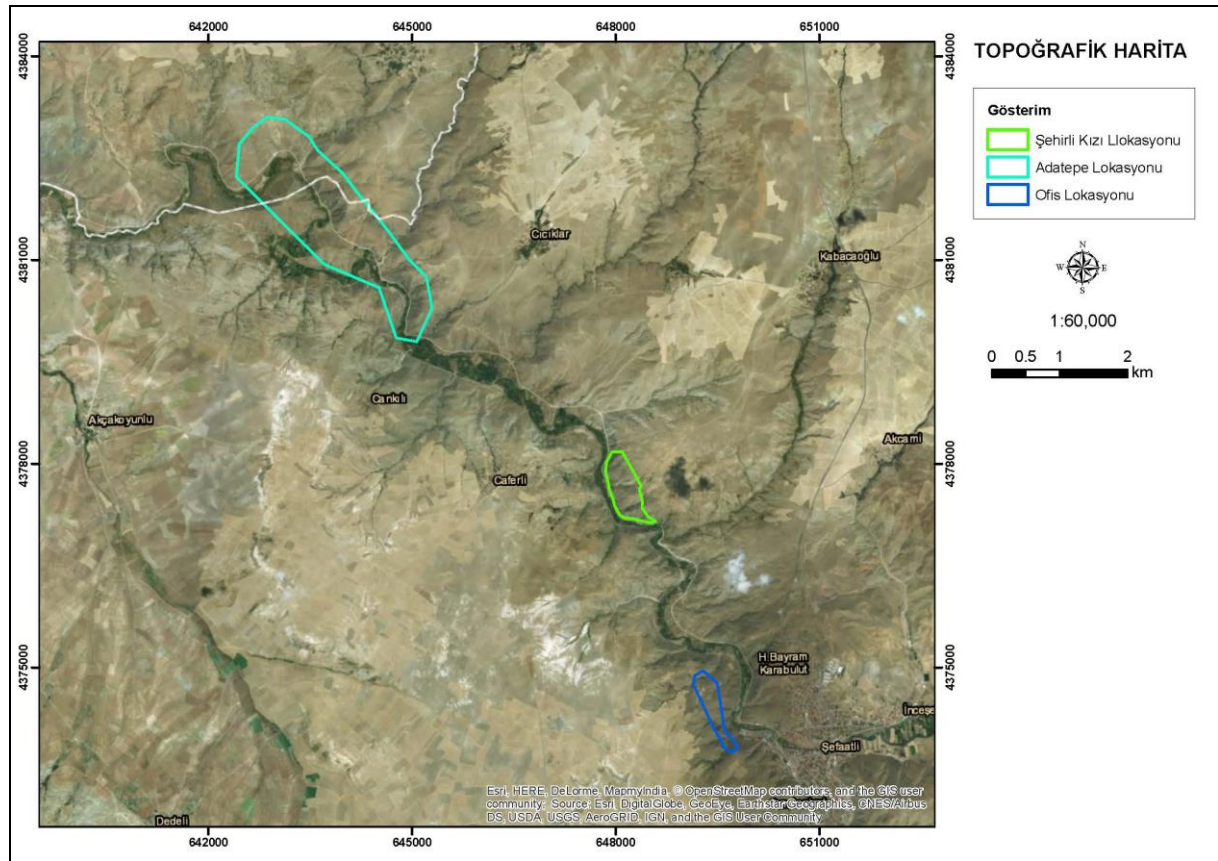 642000 645000 648000 651000
4384000 4384000
TOPOĞRAFİK HARİTA
Gösterim
Şehirli Kızı Llokasyonu
Adatepe Lokasyonu
Ofis Lokasyonu
N
W E
S
1:60,000
0 0.5 1 2
km
Cıcıklar
4381000 4381000
Kabacaoğlu
Cankılı
Akçakoyunlu
Akcami
4378000 4378000
Caferli
H.Bayram
Karabulut
4375000 4375000
İnceşe
Şefaatli
Esri, HERE, DeLorme, MapmyIndia, © OpenStreetMap contributors, and the GIS user
community; Source: Esri, DigitalGlobe, GeoEye, Earthstar Geographics, CNES/Airbus
DS, USDA, USGS, AeroGRID, IGN, and the GIS User Community
Dedeli
642000 645000 648000 651000